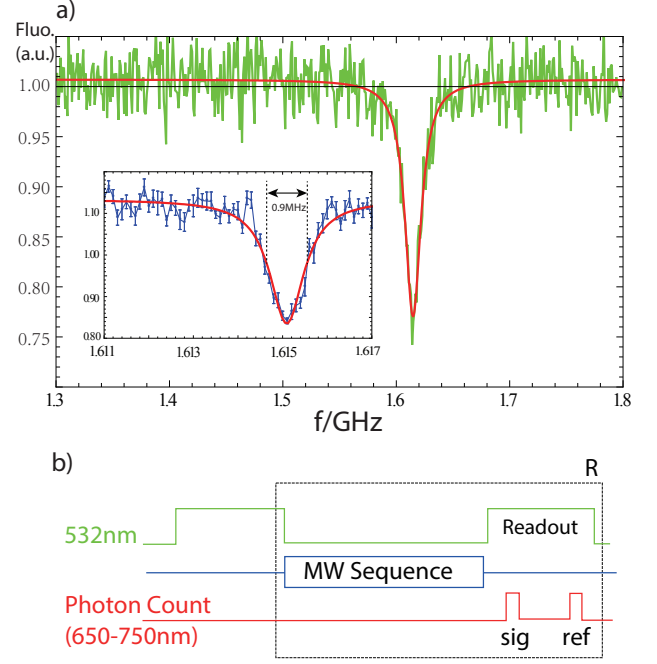 a)
Fluo.
(a.u.)
1.00
0.95
0.90
0.85
0.80
0.75
0.7
1.3 1.4 1.5 1.6 1.7 1.8
f/GHz
0.9MHz
1.10
1.00
0.90
0.80
1.611 1.613 1.615 1.617
b)
R
532nm
Readout
MW Sequence
Photon Count
(650-750nm)
sig ref